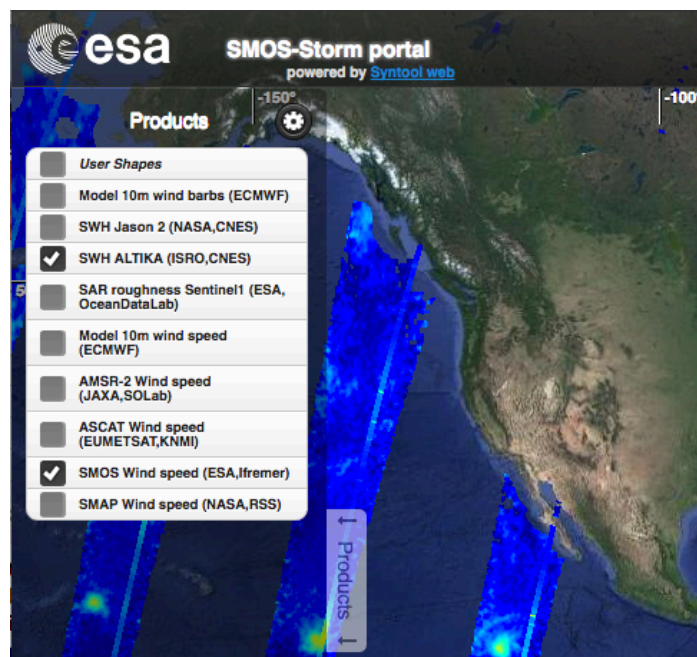 esa
SMOS-Storm portal
powered by Syntool web
-150°
-100°
Products
User Shapes
Model 10m wind barbs (ECMWF)
SWH Jason 2 (NASA,CNES)
SWH ALTIKA (ISRO,CNES)
5
SAR roughness Sentinel1 (ESA,
OceanDataLab)
Model 10m wind speed
(ECMWF)
AMSR-2 Wind speed
(JAXA,SOLab)
ASCAT Wind speed
(EUMETSAT,KNMI)
SMOS Wind speed (ESA,Ifremer)
SMAP Wind speed (NASA,RSS)
Products